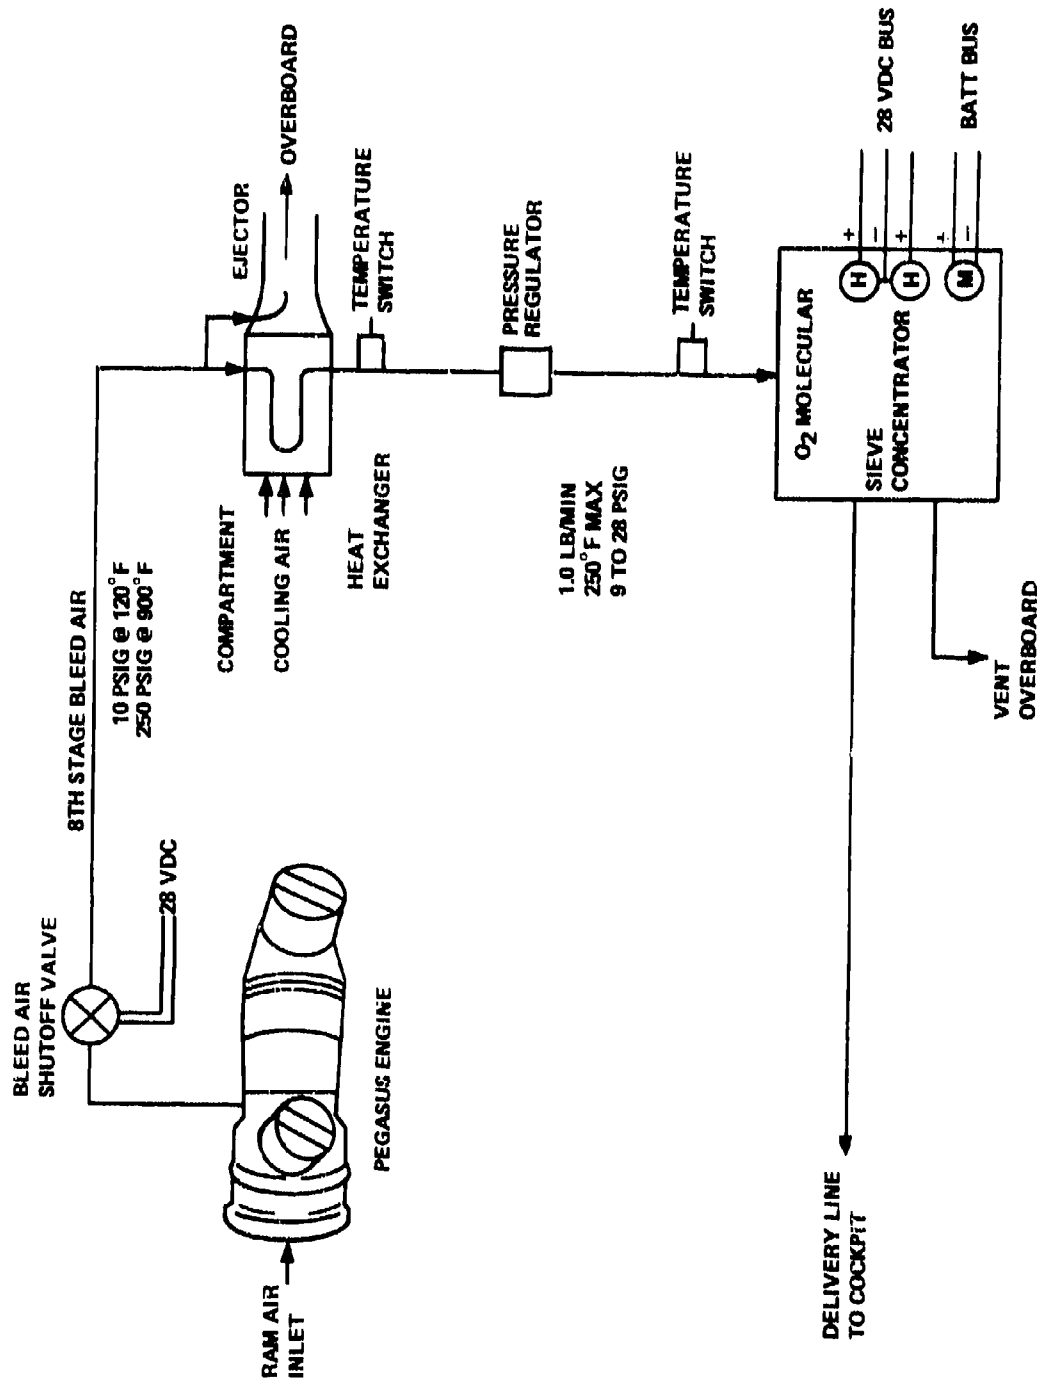 BLEED AIR
SHUTOFF VALVE
28 VDC
8TH STAGE BLEED AIR
10 PSIG @ 120°F
250 PSIG @ 900°F
EJECTOR
OVERBOARD
COMPARTMENT
COOLING AIR
HEAT
EXCHANGER
TEMPERATURE
SWITCH
RAM AIR
INLET
PEGASUS ENGINE
PRESSURE
REGULATOR
1.0 LB/MIN
250°F MAX
9 TO 28 PSIG
TEMPERATURE
SWITCH
O2 MOLECULAR
SIEVE
CONCENTRATOR
H
H
M
+
−
+
+
−
28 VDC BUS
BATT BUS
DELIVERY LINE
TO COCKPIT
VENT
OVERBOARD